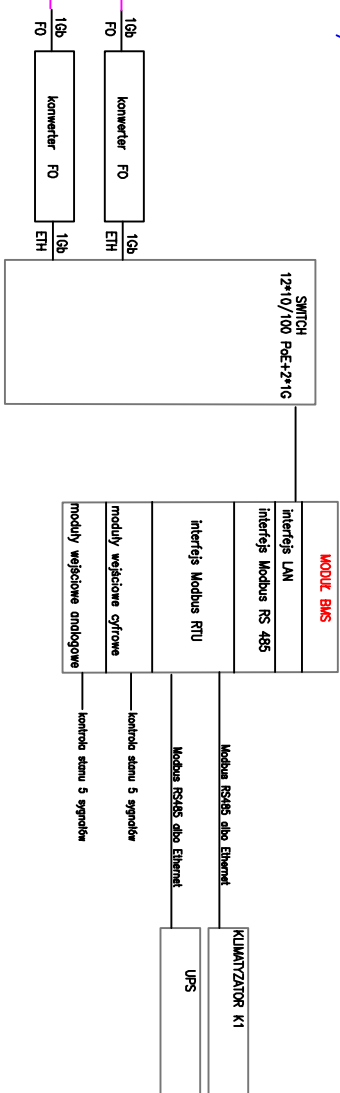 1Gb
FO
konwerter FO
1Gb
ETH
1Gb
FO
konwerter FO
1Gb
ETH
SWITCH
12*10/100 PoE+2*1G
MODUŁ BMS
interfejs LAN
interfejs Modbus RS 485
interfejs Modbus RTU
moduły wejściowe cyfrowe
moduły wejściowe analogowe
Modbus RS485 albo Ethernet
Modbus RS485 albo Ethernet
kontrola stanu 5 sygnałów
kontrola stanu 5 sygnałów
KLIMATYZATOR K1
UPS